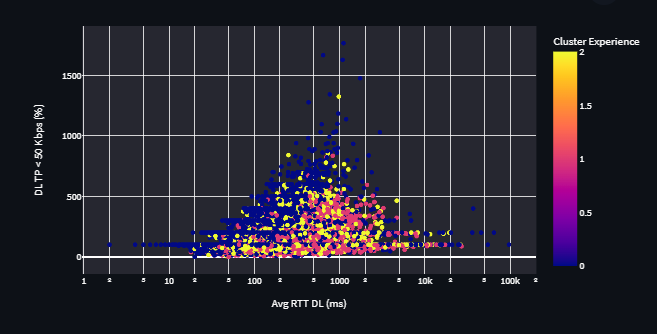 Cluster Experience
2
1.5
1
0.5
0
DL TP < 50 Kbps (%)
1500
1000
500
0
1 2 5 10 2 5 100 2 5 1000 2 5 10k 2 5 100k 2
Avg RTT DL (ms)